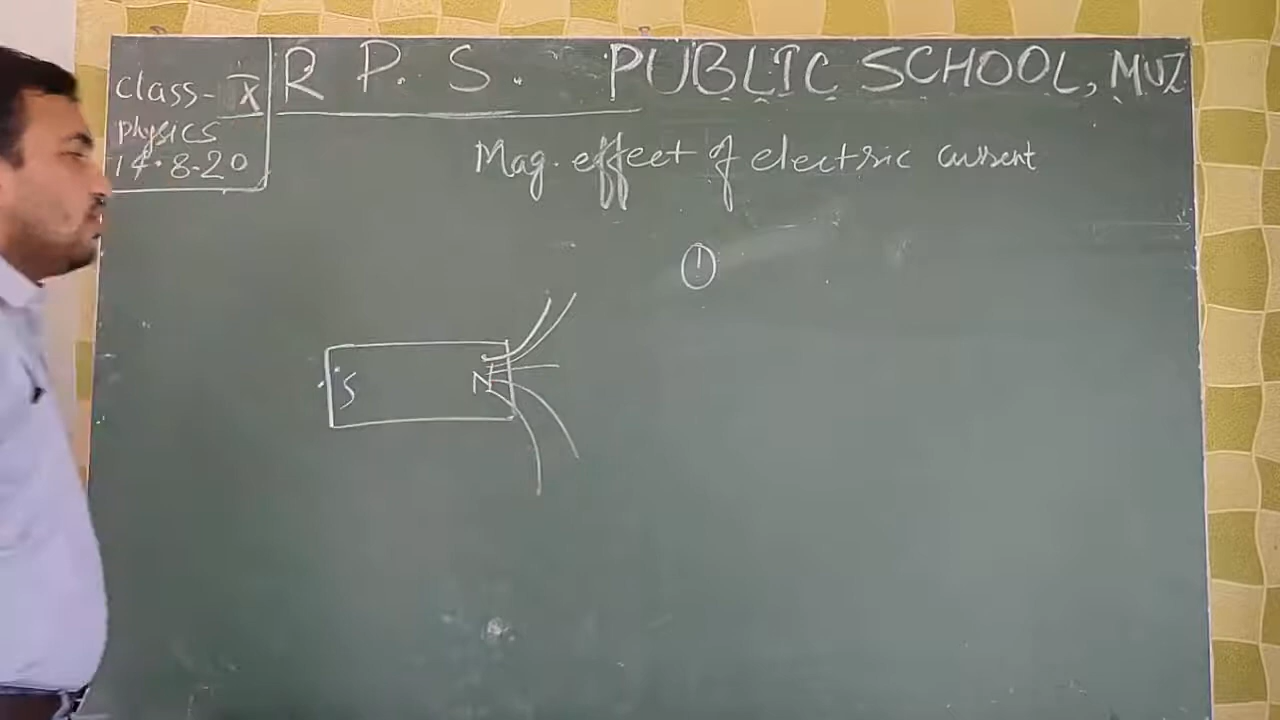 class- X
physics
14.8.20
R P. S. PUBLIC SCHOOL, MUZ
Mag. effect of electric current
1
S
N